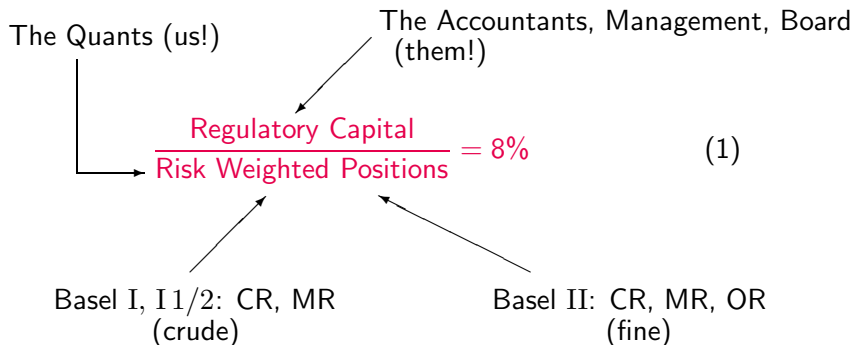 The Accountants, Management, Board
The Quants (us!)
(them!)
Regulatory Capital
Risk Weighted Positions
= 8%
(1)
Basel I, I 1/2: CR, MR
(crude)
Basel II: CR, MR, OR
(fine)